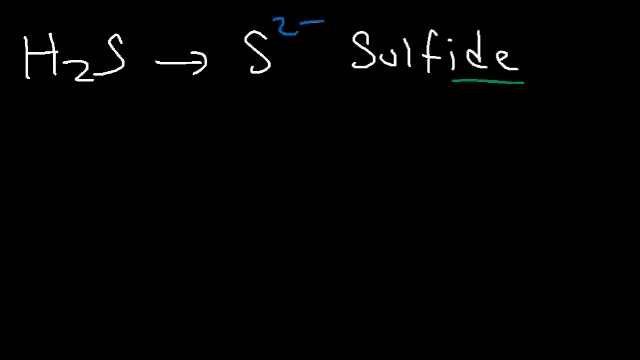 H₂S → S²⁻ Sulfide